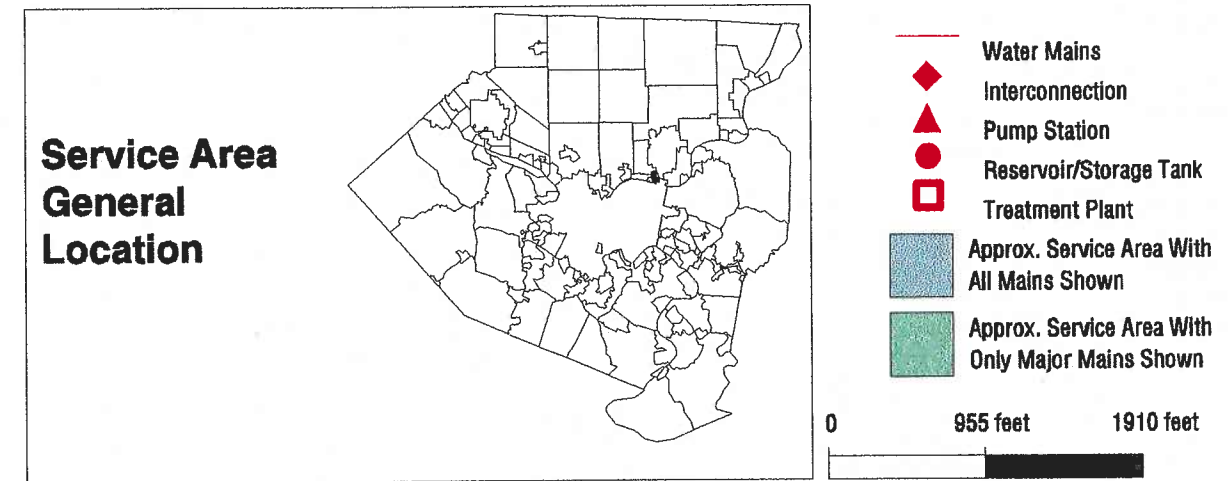 Service Area
General
Location
Water Mains
Interconnection
Pump Station
Reservoir/Storage Tank
Treatment Plant
Approx. Service Area With
All Mains Shown
Approx. Service Area With
Only Major Mains Shown
0 955 feet 1910 feet